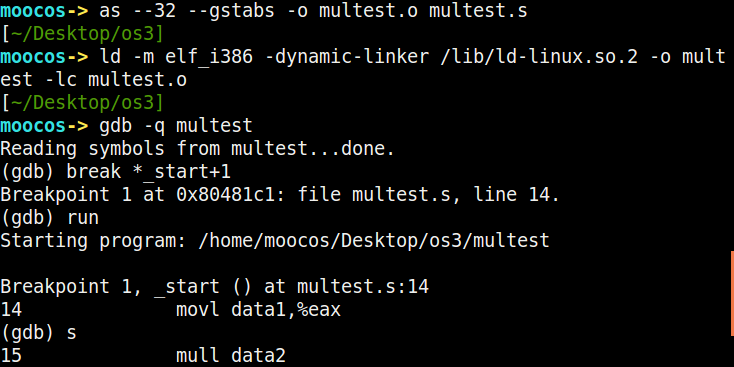 moocos-> as --32 --gstabs -o multest.o multest.s
[~/Desktop/os3]
moocos-> ld -m elf_i386 -dynamic-linker /lib/ld-linux.so.2 -o mult
est -lc multest.o
[~/Desktop/os3]
moocos-> gdb -q multest
Reading symbols from multest...done.
(gdb) break *_start+1
Breakpoint 1 at 0x80481c1: file multest.s, line 14.
(gdb) run
Starting program: /home/moocos/Desktop/os3/multest
Breakpoint 1, _start () at multest.s:14
14              movl data1,%eax
(gdb) s
15              mull data2